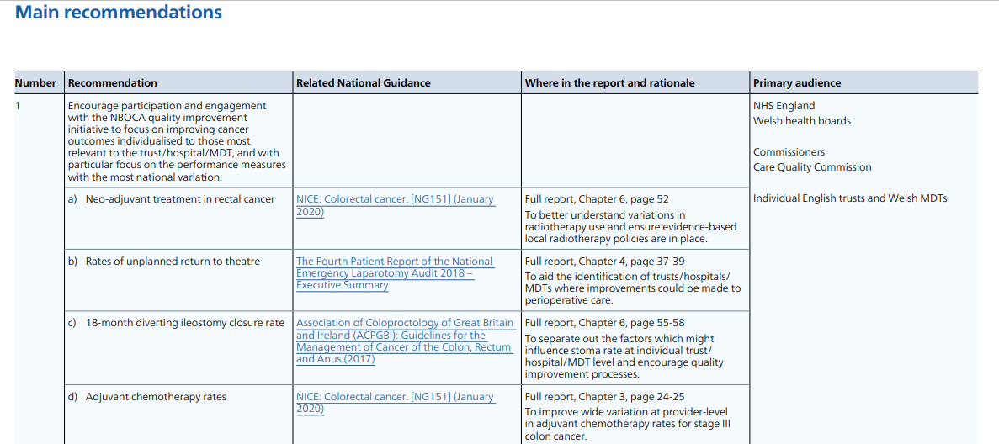 Main recommendations
Number
Recommendation
Related National Guidance
Where in the report and rationale
Primary audience
1
Encourage participation and engagement
with the NBOCA quality improvement
initiative to focus on improving cancer
outcomes individualised to those most
relevant to the trust/hospital/MDT, and with
particular focus on the performance measures
with the most national variation:
NHS England
Welsh health boards
Commissioners
Care Quality Commission
Individual English trusts and Welsh MDTs
a) Neo-adjuvant treatment in rectal cancer
NICE: Colorectal cancer. [NG151] (January
2020)
Full report, Chapter 6, page 52
To better understand variations in
radiotherapy use and ensure evidence-based
local radiotherapy policies are in place.
b) Rates of unplanned return to theatre
The Fourth Patient Report of the National
Emergency Laparotomy Audit 2018 –
Executive Summary
Full report, Chapter 4, page 37-39
To aid the identification of trusts/hospitals/
MDTs where improvements could be made to
perioperative care.
c) 18-month diverting ileostomy closure rate
Association of Coloproctology of Great Britain
and Ireland (ACPGBI): Guidelines for the
Management of Cancer of the Colon, Rectum
and Anus (2017)
Full report, Chapter 6, page 55-58
To separate out the factors which might
influence stoma rate at individual trust/
hospital/MDT level and encourage quality
improvement processes.
d) Adjuvant chemotherapy rates
NICE: Colorectal cancer. [NG151] (January
2020)
Full report, Chapter 3, page 24-25
To improve wide variation at provider-level
in adjuvant chemotherapy rates for stage III
colon cancer.